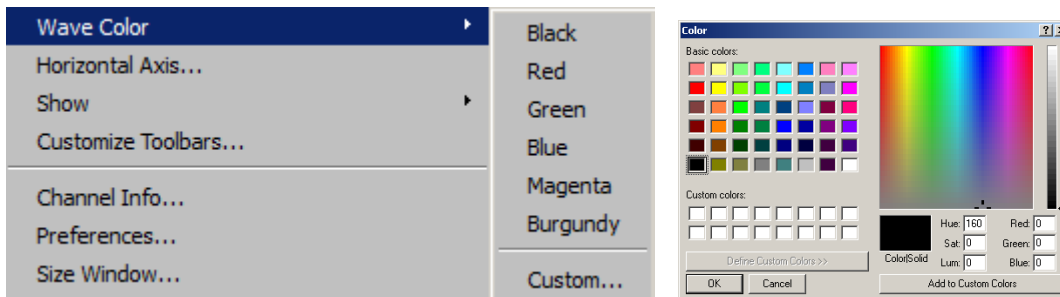 Wave Color
Horizontal Axis...
Show
Customize Toolbars...
Channel Info...
Preferences...
Size Window...
Black
Red
Green
Blue
Magenta
Burgundy
Custom...
Color
Basic colors:
Custom colors:
Define Custom Colors >>
OK Cancel
Color|Solid
Hue: 160 Red: 0
Sat: 0 Green: 0
Lum: 0 Blue: 0
Add to Custom Colors